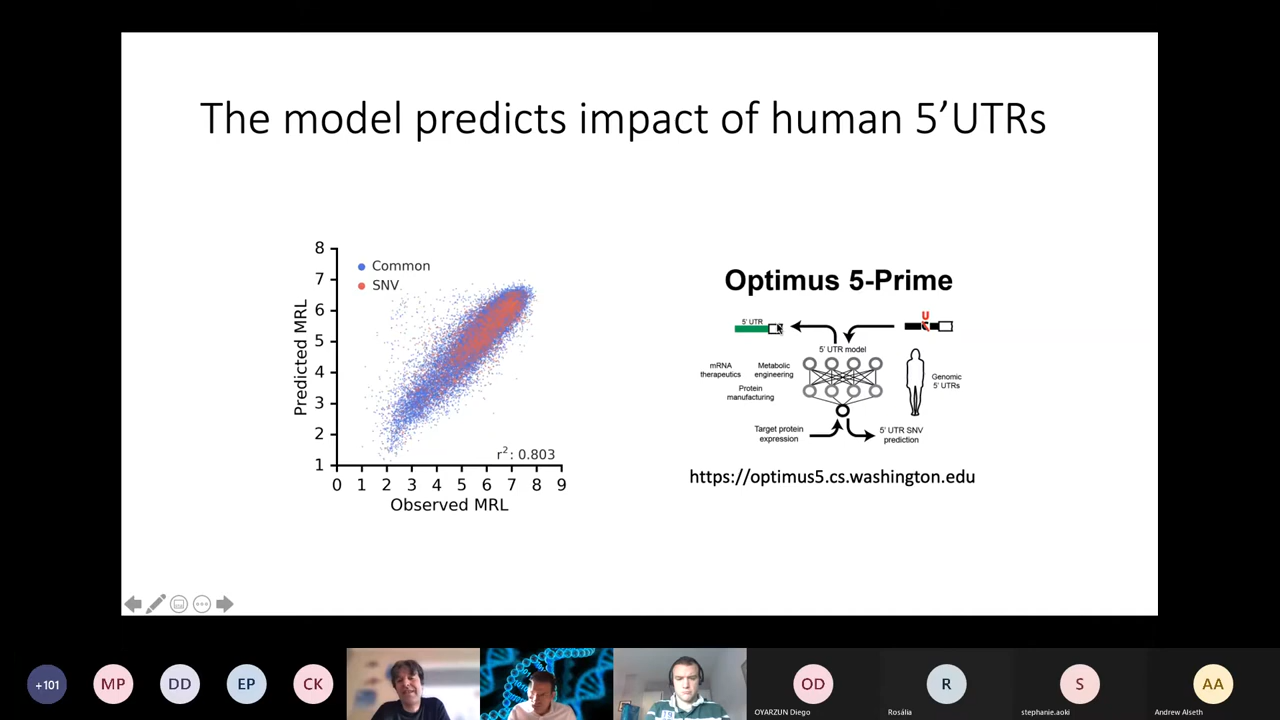 The model predicts impact of human 5’UTRs
8
7
6
5
4
3
2
1
Predicted MRL
Common
SNV
r²: 0.803
0 1 2 3 4 5 6 7 8 9
Observed MRL
Optimus 5-Prime
5' UTR
U
5' UTR model
mRNA
therapeutics
Metabolic
engineering
Protein
manufacturing
Genomic
5' UTRs
Target protein
expression
5' UTR SNV
prediction
https://optimus5.cs.washington.edu
+101
MP
DD
EP
CK
OD
R
S
AA
OYARZUN Diego
Rosália
stephanie.aoki
Andrew Alseth